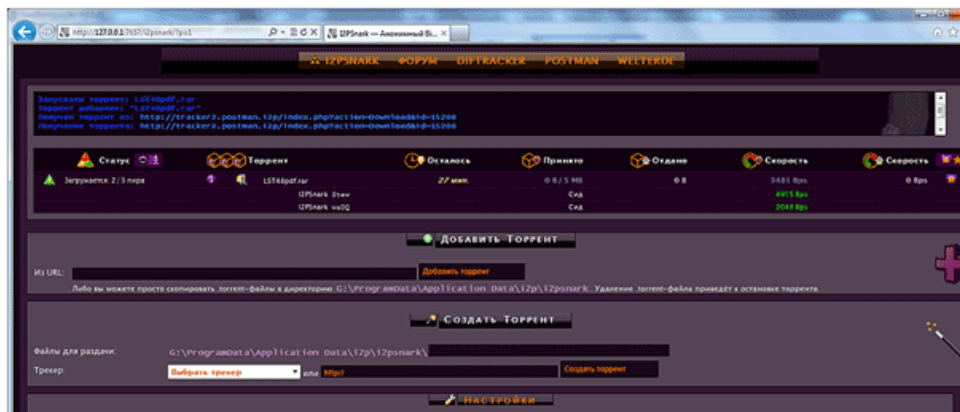 http://127.0.0.1:7657/i2psnark/?p=1
I2PSnark — Анонимный Bi...
I2PSNARK ФОРУМ DIFTRACKER POSTMAN WELTERDE
Запускаем торрент: LST48pdf.rar
Торрент добавлен: "LST48pdf.rar"
Получен торрент из: http://tracker2.postman.i2p/index.php?action=Download&id=15208
Получение торрента: http://tracker2.postman.i2p/index.php?action=Download&id=15208
Статус Торрент Осталось Принято Отдано Скорость Скорость
Загружается: 2/3 пира LST48pdf.rar 27 мин. 0 B / 5 MB 0 B 3481 Bps 0 Bps
I2PSnark Сид 4915 Bps
I2PSnark Сид 2048 Bps
Добавить Торрент
Из URL: Добавить торрент
Либо вы можете просто скопировать .torrent-файлы в директорию G:\ProgramData\Application Data\i2p\i2psnark . Удаление .torrent-файла приведёт к остановке торрента.
Создать Торрент
Файлы для раздачи: G:\ProgramData\Application Data\i2p\i2psnark\
Трекер: Выбрать трекер или http:// Создать торрент
Настройки